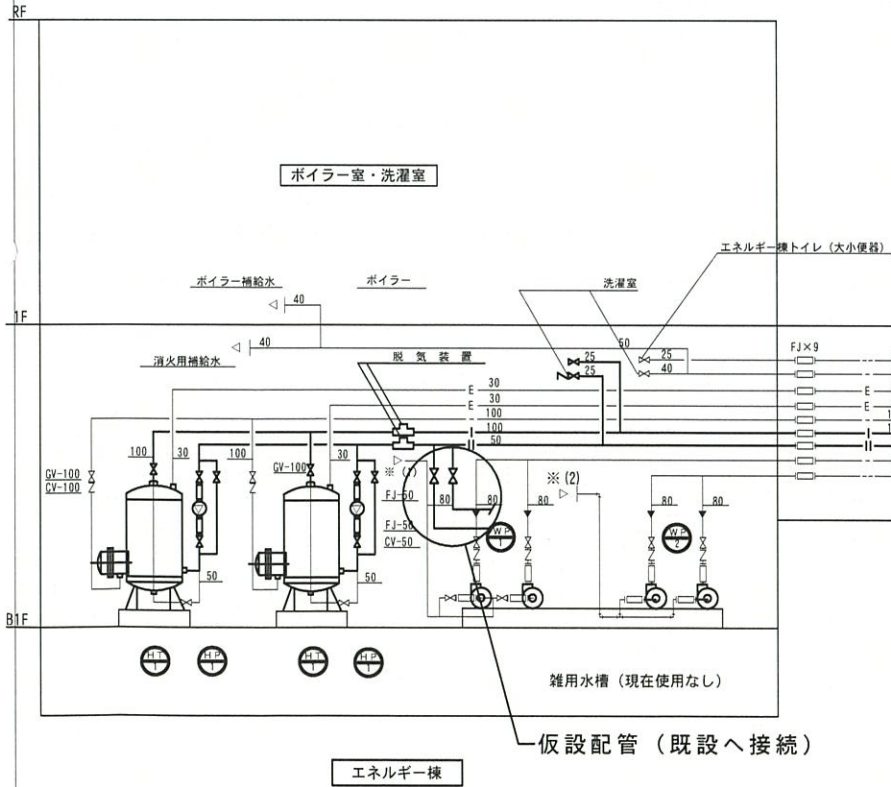 RF
ボイラー室・洗濯室
エネルギー棟トイレ（大小便器）
ボイラー補給水
ボイラー
洗濯室
40
1F
40
50
25
25
FJ×9
消火用補給水
脱気装置
25
40
E
30
E
E
30
E
100
I
100
I
II
50
II
100
30
100
GV-100
30
※(1)
※(2)
GV-100
CV-100
FJ-50
80
80
80
80
80
FJ-50
CV-50
WP
1
WP
2
50
50
B1F
HT
1
HP
1
HT
1
HP
1
雑用水槽（現在使用なし）
仮設配管（既設へ接続）
エネルギー棟